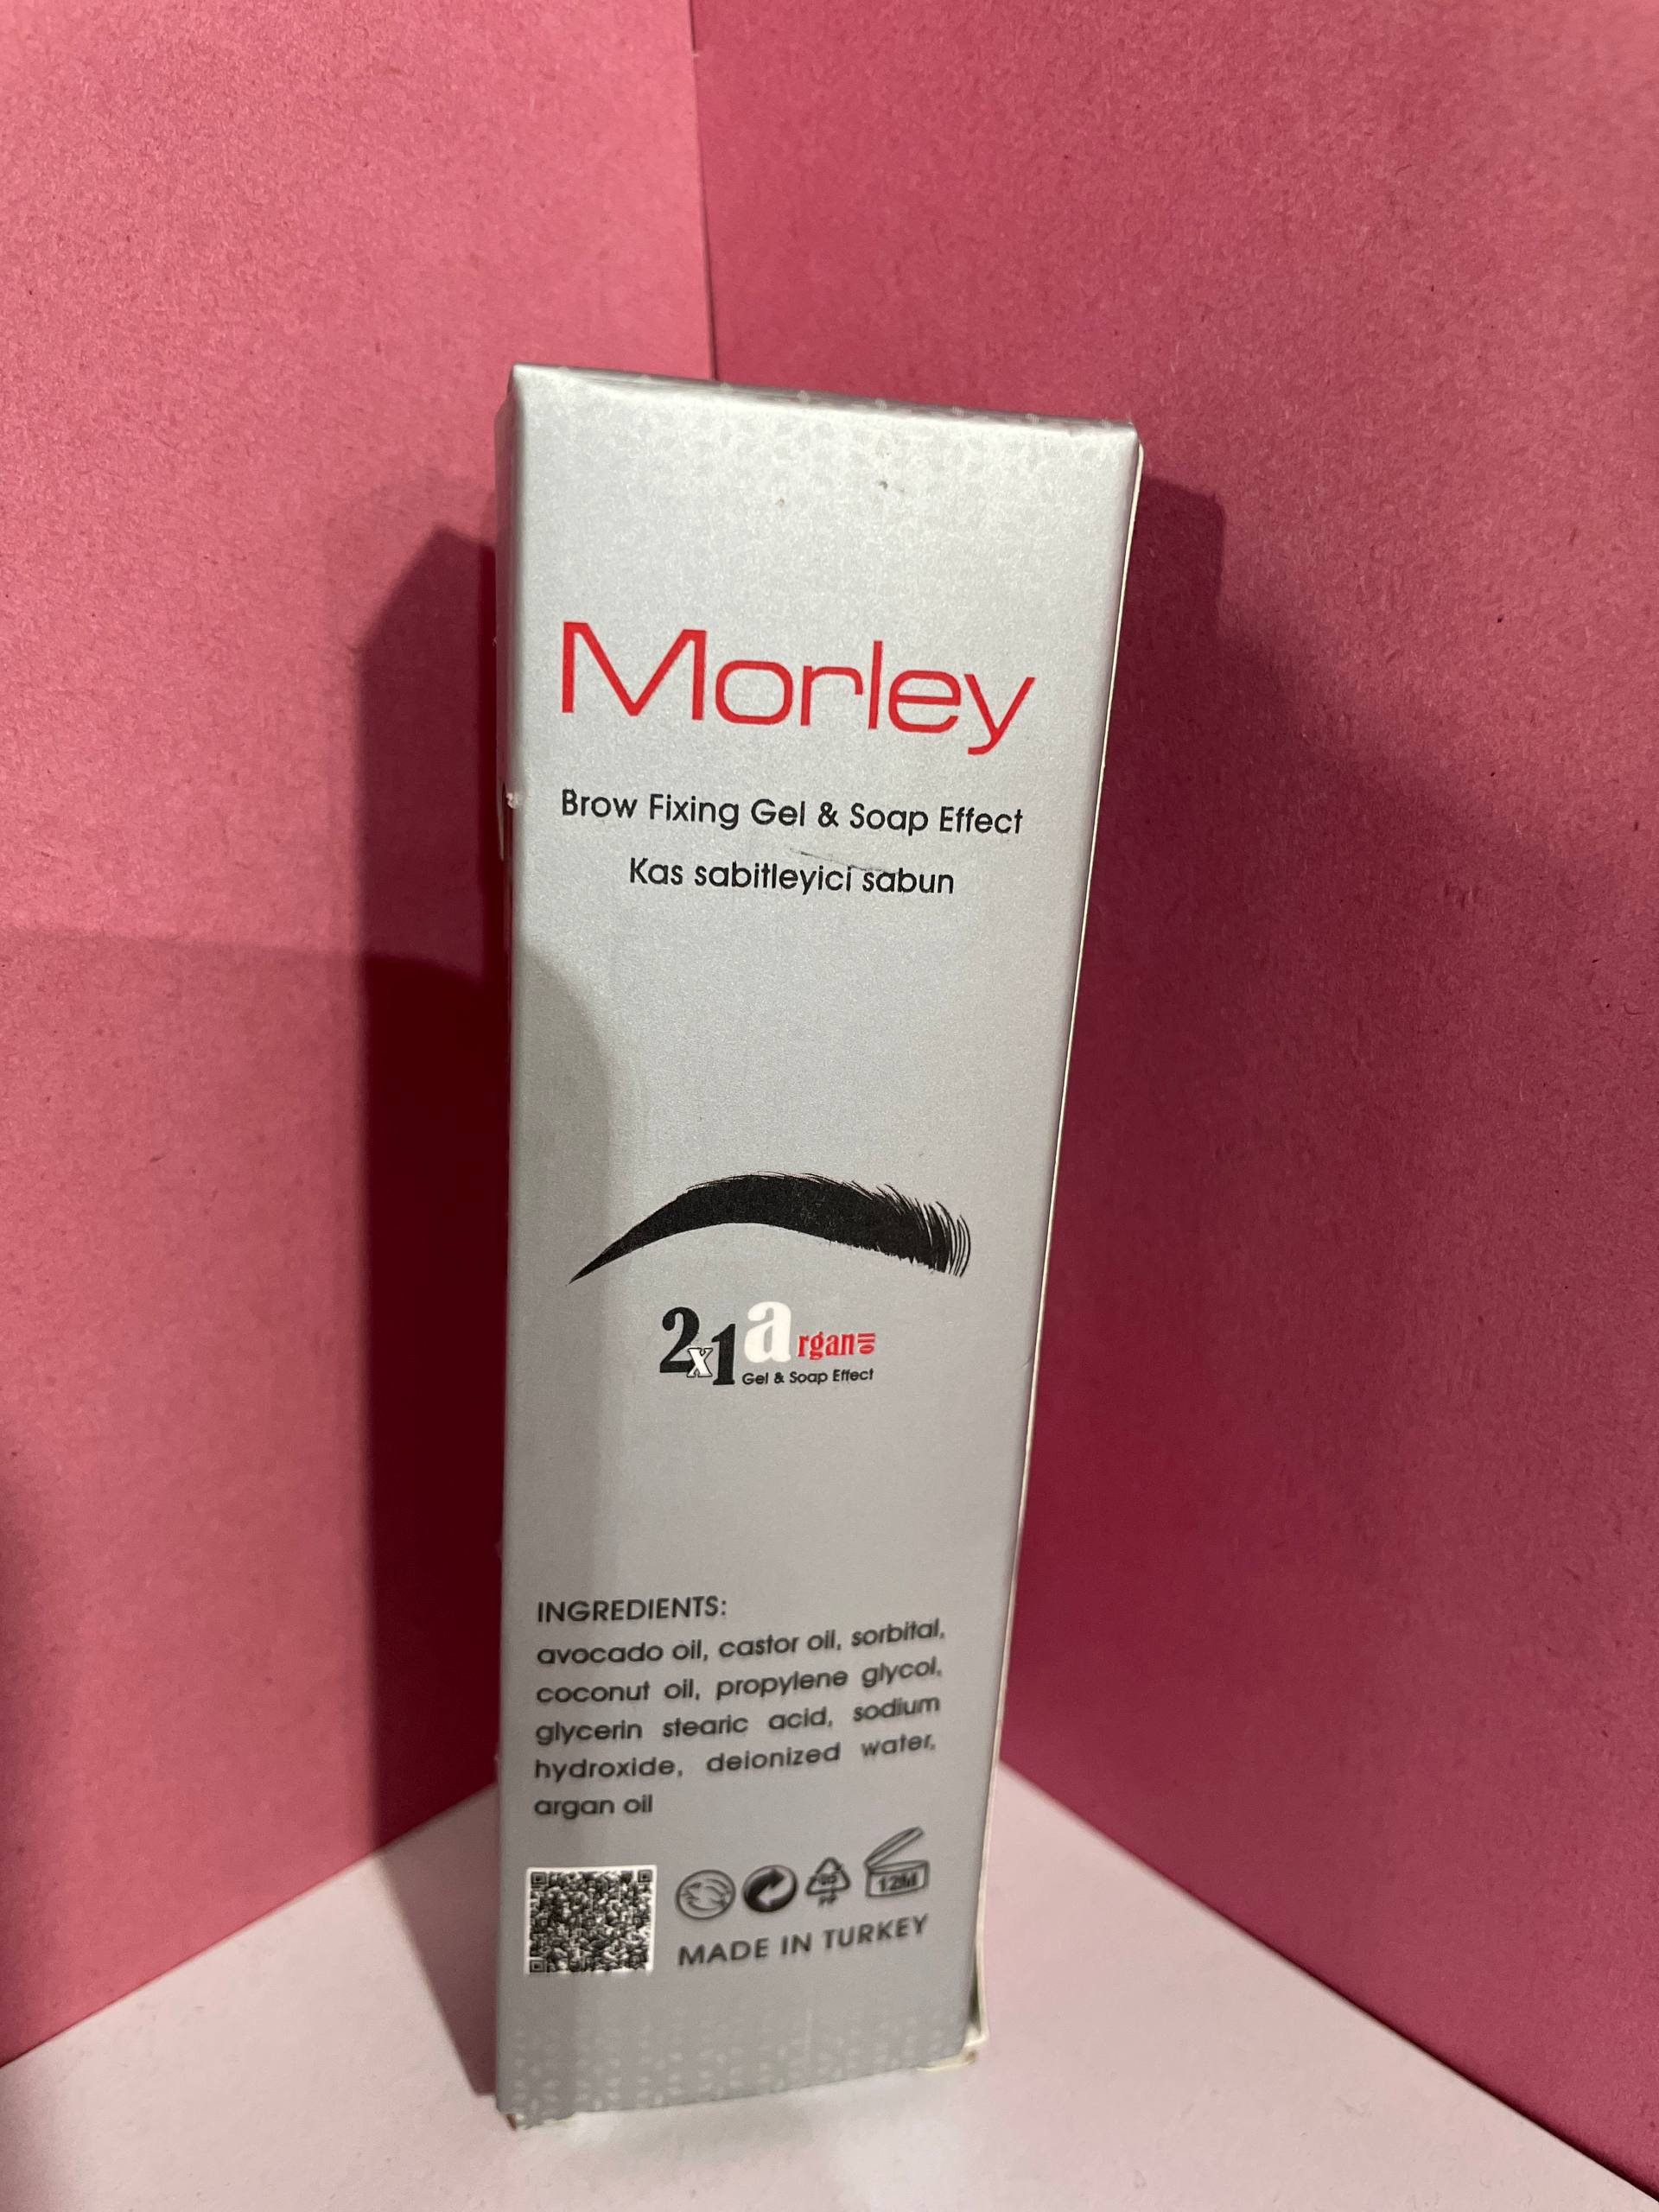 Morley
Brow Fixing Gel & Soap Effect
Kas sabitleyici sabun
2x1 argan oil
Gel & Soap Effect
INGREDIENTS:
avocado oil, castor oil, sorbital,
coconut oil, propylene glycol,
glycerin stearic acid, sodium
hydroxide, deionized water,
argan oil
12M
MADE IN TURKEY